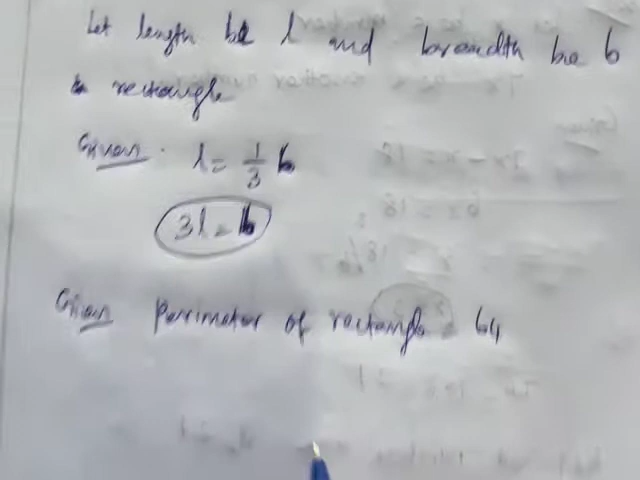 Let length be l and breadth be b
rectangle
Given. l = 1/3 b
3l = b
Given Perimeter of rectangle = 64